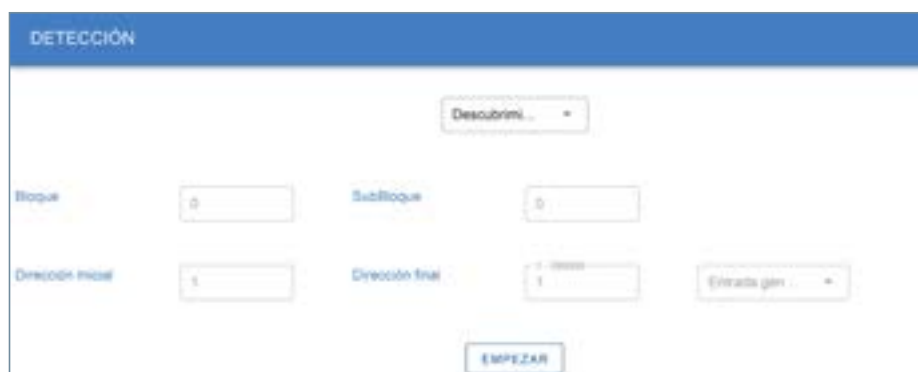 DETECCIÓN
Descubrimi...
Bloque 0 SubBloque 0
Dirección Inicial 1 Dirección final 1 Entrada gen...
EMPEZAR